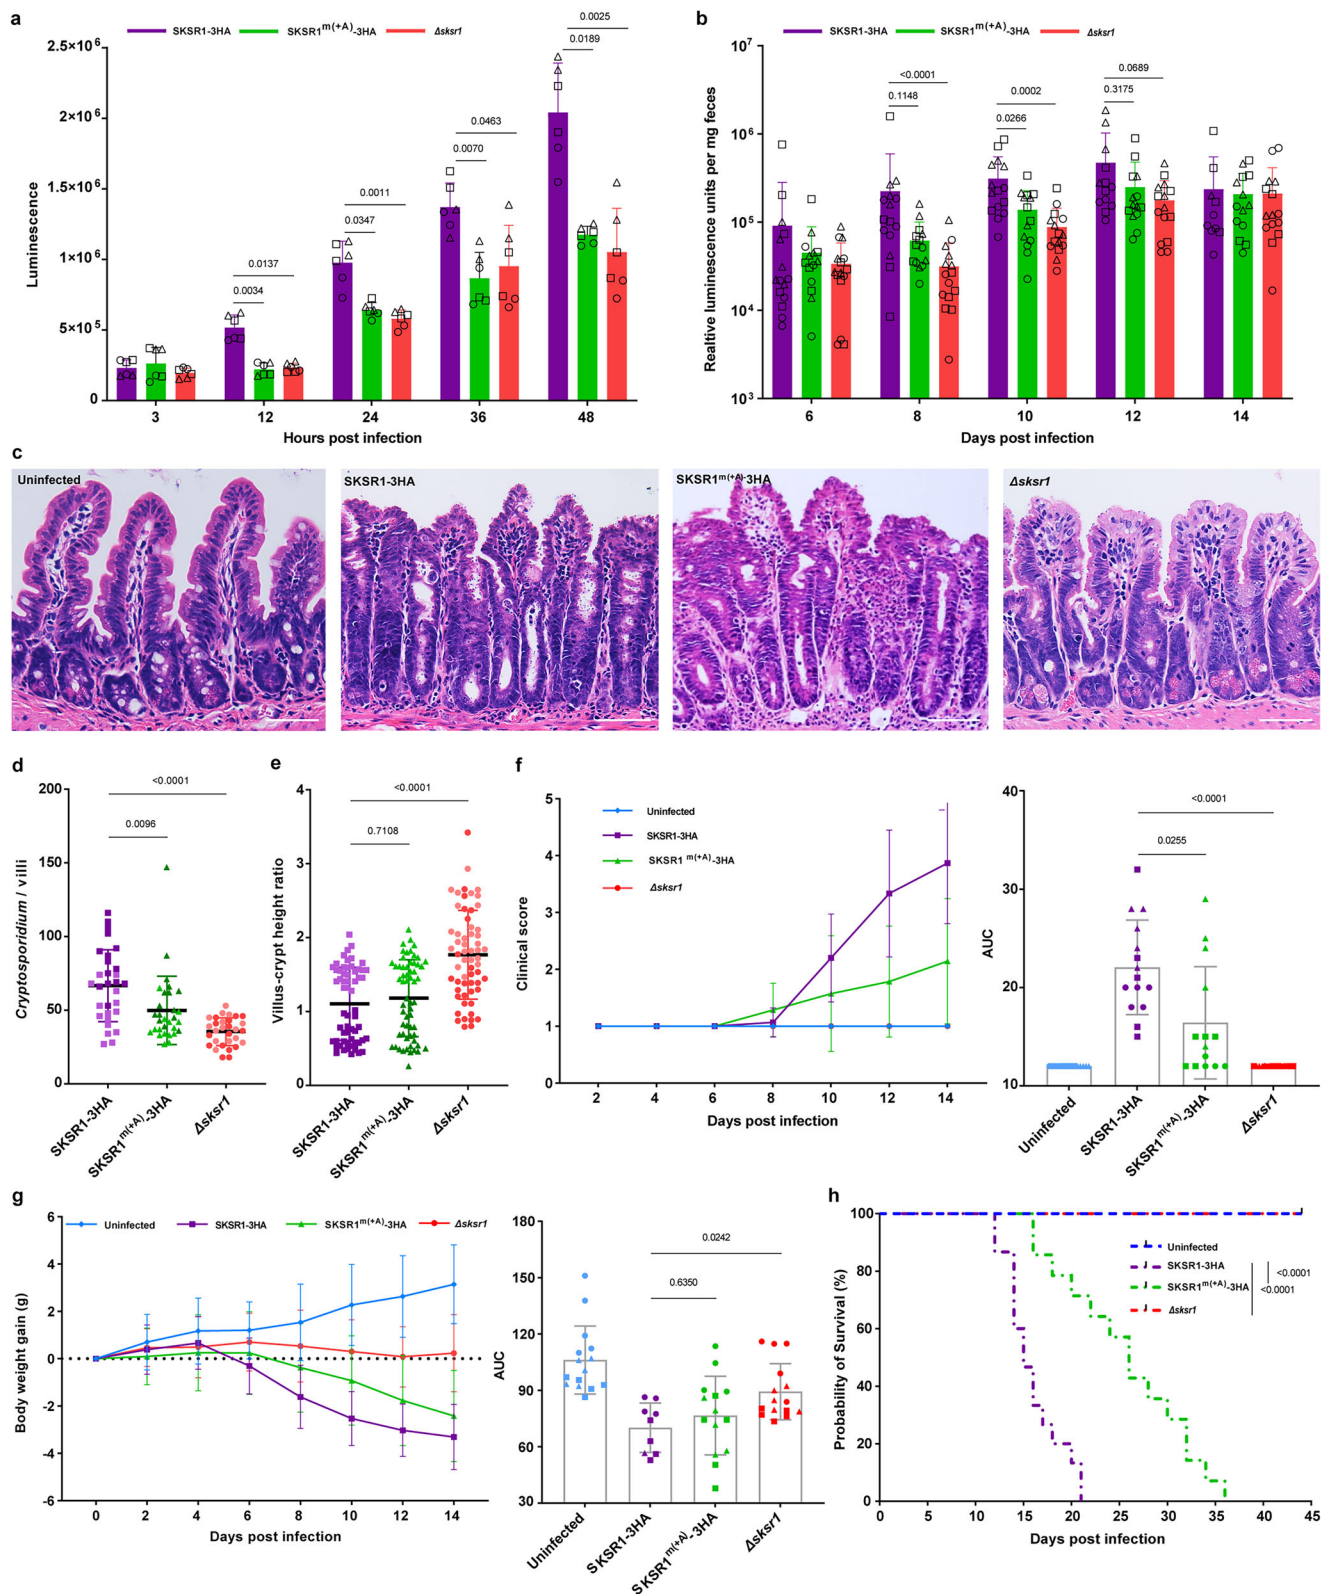 a
SKSR1-3HA
SKSR1m(+A)-3HA
Δsksr1
Luminescence
2.5×10⁶
2×10⁶
1.5×10⁶
1×10⁶
5×10⁵
0
0.0034
0.0137
0.0347
0.0011
0.0070
0.0463
0.0189
0.0025
3 12 24 36 48
Hours post infection
b
SKSR1-3HA
SKSR1m(+A)-3HA
Δsksr1
Realtive luminescence units per mg feces
10⁷
10⁶
10⁵
10⁴
10³
<0.0001
0.1148
0.0002
0.0266
0.0689
0.3175
6 8 10 12 14
Days post infection
c
Uninfected
SKSR1-3HA
SKSR1m(+A)-3HA
Δsksr1
d
Cryptosporidium / villi
200
150
100
50
0
<0.0001
0.0096
SKSR1-3HA
SKSR1m(+A)-3HA
Δsksr1
e
Villus-crypt height ratio
4
3
2
1
0
<0.0001
0.7108
SKSR1-3HA
SKSR1m(+A)-3HA
Δsksr1
f
Clinical score
5
4
3
2
1
0
Uninfected
SKSR1-3HA
SKSR1 m(+A)-3HA
Δsksr1
2 4 6 8 10 12 14
Days post infection
AUC
40
30
20
10
<0.0001
0.0255
Uninfected
SKSR1-3HA
SKSR1m(+A)-3HA
Δsksr1
g
Uninfected
SKSR1-3HA
SKSR1m(+A)-3HA
Δsksr1
Body weight gain (g)
6
4
2
0
-2
-4
-6
0 2 4 6 8 10 12 14
Days post infection
AUC
180
150
120
90
60
30
0.0242
0.6350
Uninfected
SKSR1-3HA
SKSR1m(+A)-3HA
Δsksr1
h
Probability of Survival (%)
100
80
60
40
20
0
Uninfected
SKSR1-3HA
SKSR1m(+A)-3HA
Δsksr1
<0.0001
<0.0001
0 5 10 15 20 25 30 35 40 45
Days post infection